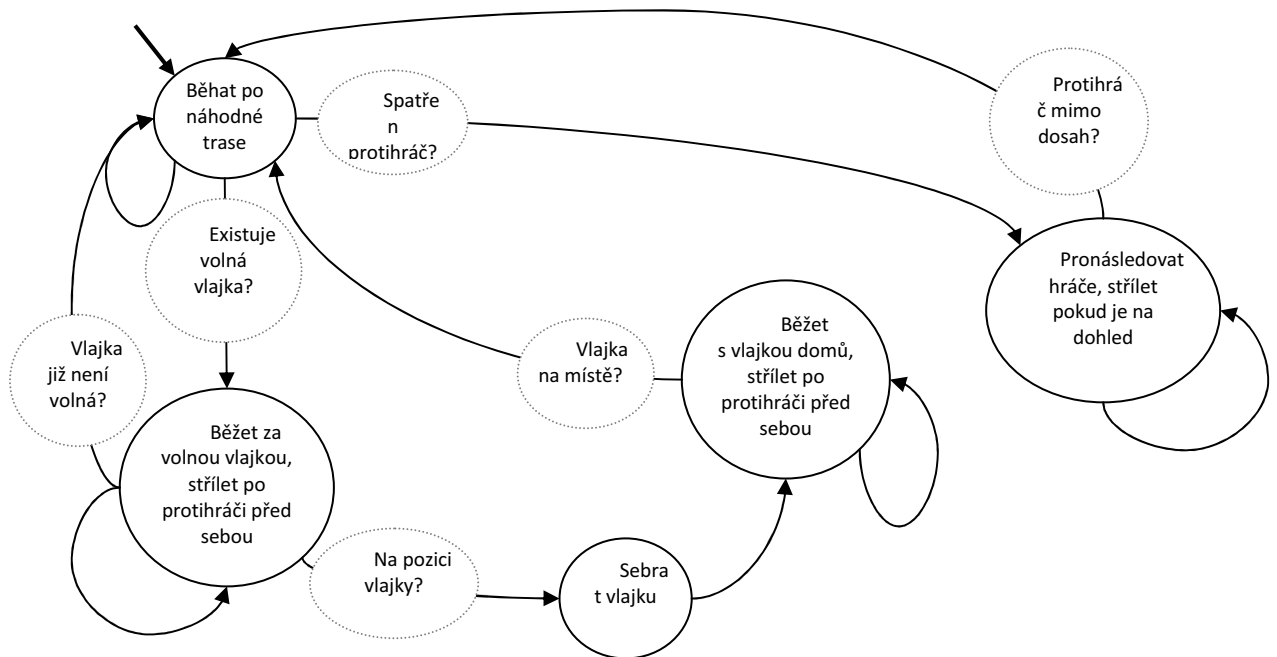 Běhat po
náhodné
trase
Spatře
n
protihráč?
Protihrá
č mimo
dosah?
Existuje
volná
vlajka?
Pronásledovat
hráče, střílet
pokud je na
dohled
Vlajka
již není
volná?
Vlajka
na místě?
Běžet
s vlajkou domů,
střílet po
protihráči před
sebou
Běžet za
volnou vlajkou,
střílet po
protihráči před
sebou
Na pozici
vlajky?
Sebra
t vlajku